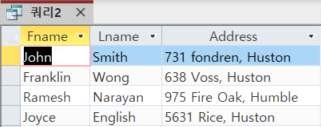 쿼리2
Fname Lname Address
John Smith 731 fondren, Huston
Franklin Wong 638 Voss, Huston
Ramesh Narayan 975 Fire Oak, Humble
Joyce English 5631 Rice, Huston